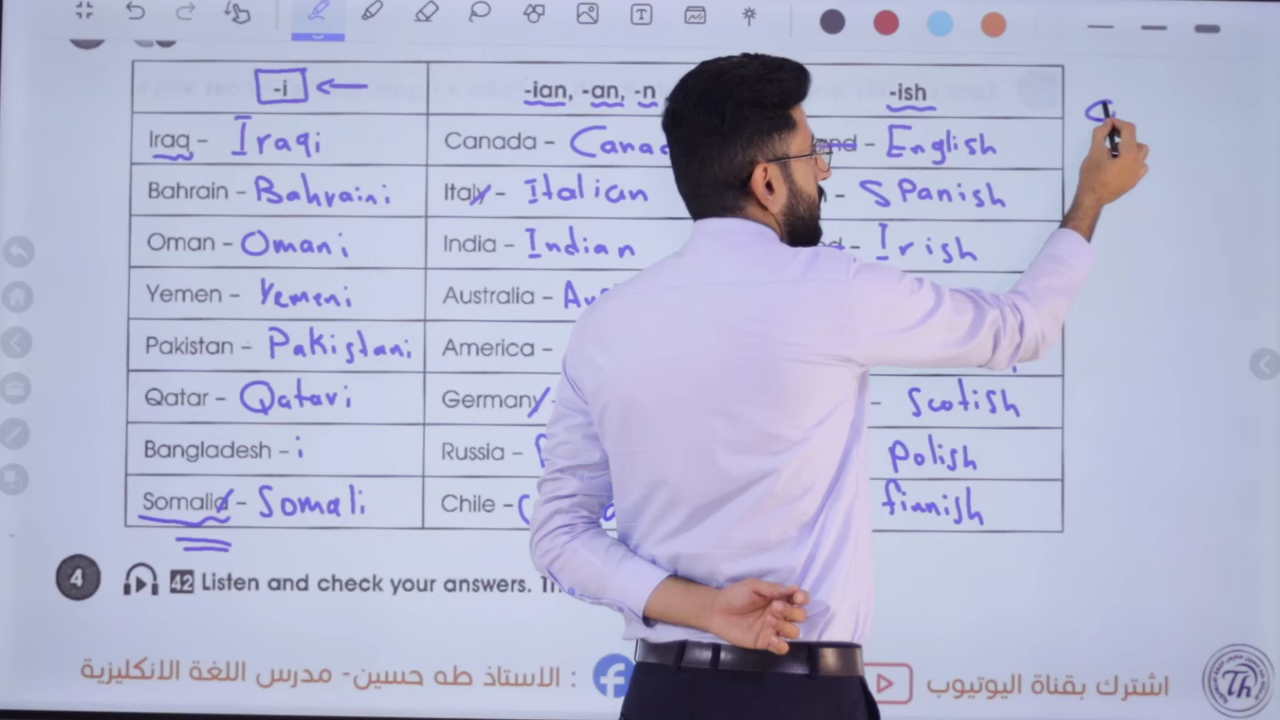 -i -ian, -an, -n -ish
Iraq - Iraqi Canada - - English
Bahrain - Bahraini Italy - Italian - Spanish
Oman - Omani India - Indian - Irish
Yemen - Yemeni Australia -
Pakistan - Pakistani America -
Qatar - Qatari Germany - - Scotish
Bangladesh - i Russia - Polish
Somalia - Somali Chile - finnish
4 42 Listen and check your answers.
اشترك بقناة اليوتيوب : الاستاذ طه حسين- مدرس اللغة الانكليزية
Th